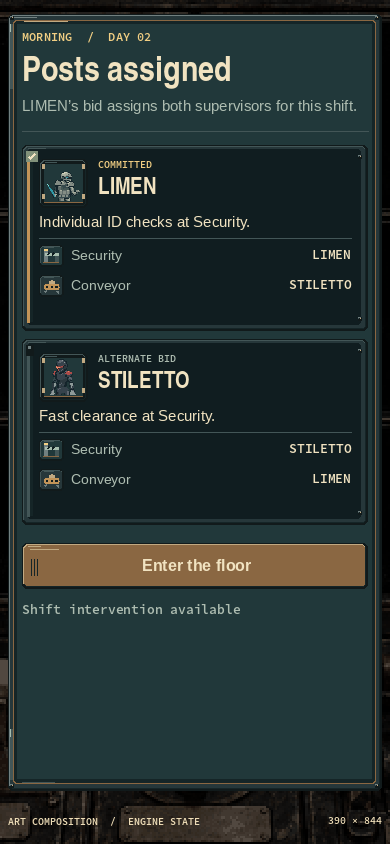 MORNING / DAY 02
Posts assigned
LIMEN's bid assigns both supervisors for this shift.
COMMITTED
LIMEN
Individual ID checks at Security.
Security LIMEN
Conveyor STILETTO
ALTERNATE BID
STILETTO
Fast clearance at Security.
Security STILETTO
Conveyor LIMEN
Enter the floor
Shift intervention available
ART COMPOSITION / ENGINE STATE 390 × 844